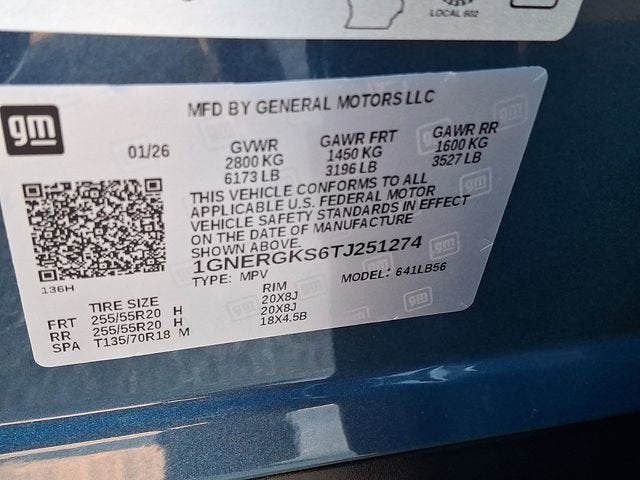 LOCAL 602
gm
MFD BY GENERAL MOTORS LLC
01/26
GVWR
2800 KG
6173 LB
GAWR FRT
1450 KG
3196 LB
GAWR RR
1600 KG
3527 LB
THIS VEHICLE CONFORMS TO ALL
APPLICABLE U.S. FEDERAL MOTOR
VEHICLE SAFETY STANDARDS IN EFFECT
ON THE DATE OF MANUFACTURE
SHOWN ABOVE.
1GNERGKS6TJ251274
TYPE: MPV
MODEL: 641LB56
136H
TIRE SIZE RIM
FRT 255/55R20 H 20X8J
RR 255/55R20 H 20X8J
SPA T135/70R18 M 18X4.5B